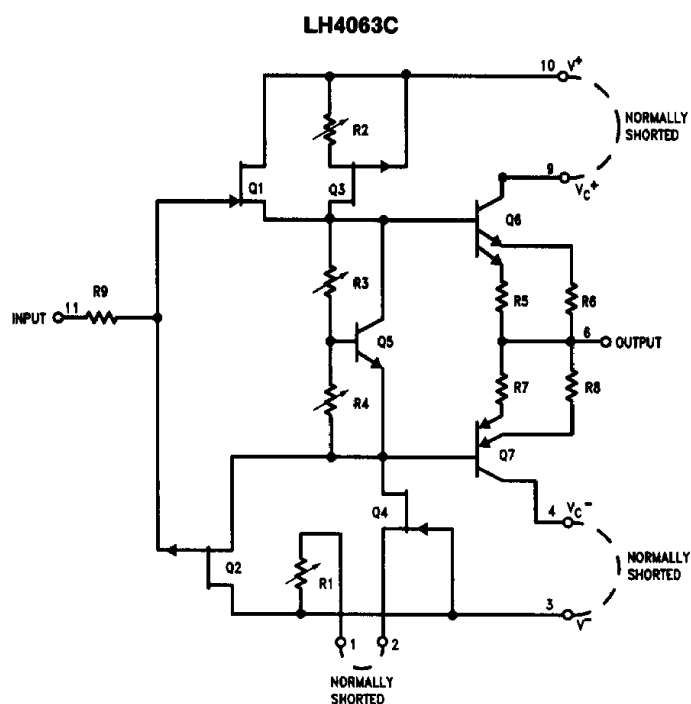 LH4063C
10 V+
NORMALLY
SHORTED
R2
9
VC+
Q1
Q3
Q6
R9
11
INPUT
R3
R5
R6
Q5
6
OUTPUT
R4
R7
R8
Q7
4 VC−
Q4
NORMALLY
SHORTED
Q2
R1
3
V−
1
2
NORMALLY
SHORTED